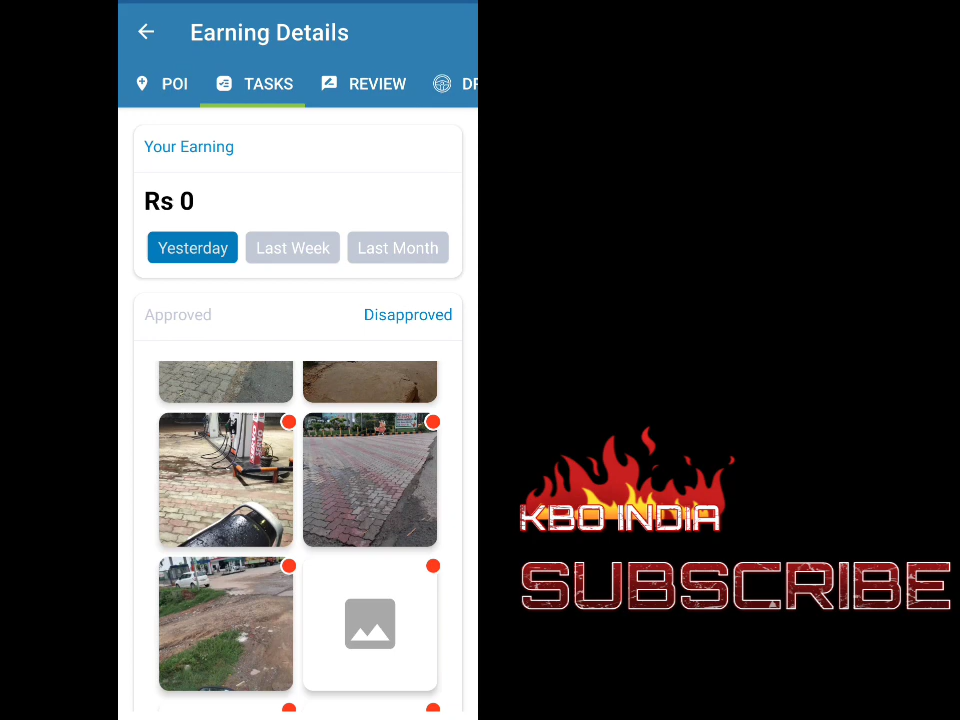 Earning Details
POI TASKS REVIEW DR
Your Earning
Rs 0
Yesterday Last Week Last Month
Approved Disapproved
KBO INDIA
SUBSCRIBE